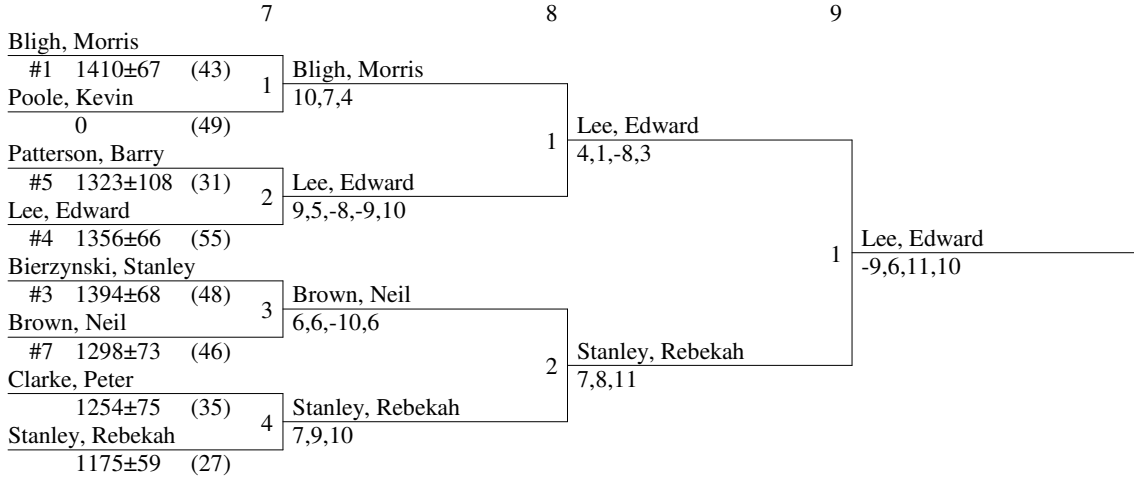 7 8 9
Bligh, Morris
#1 1410±67 (43)
Poole, Kevin
0 (49)
1
Bligh, Morris
10,7,4
Patterson, Barry
#5 1323±108 (31)
Lee, Edward
#4 1356±66 (55)
2
Lee, Edward
9,5,-8,-9,10
1
Lee, Edward
4,1,-8,3
Bierzynski, Stanley
#3 1394±68 (48)
Brown, Neil
#7 1298±73 (46)
3
Brown, Neil
6,6,-10,6
Clarke, Peter
1254±75 (35)
Stanley, Rebekah
1175±59 (27)
4
Stanley, Rebekah
7,9,10
2
Stanley, Rebekah
7,8,11
1
Lee, Edward
-9,6,11,10